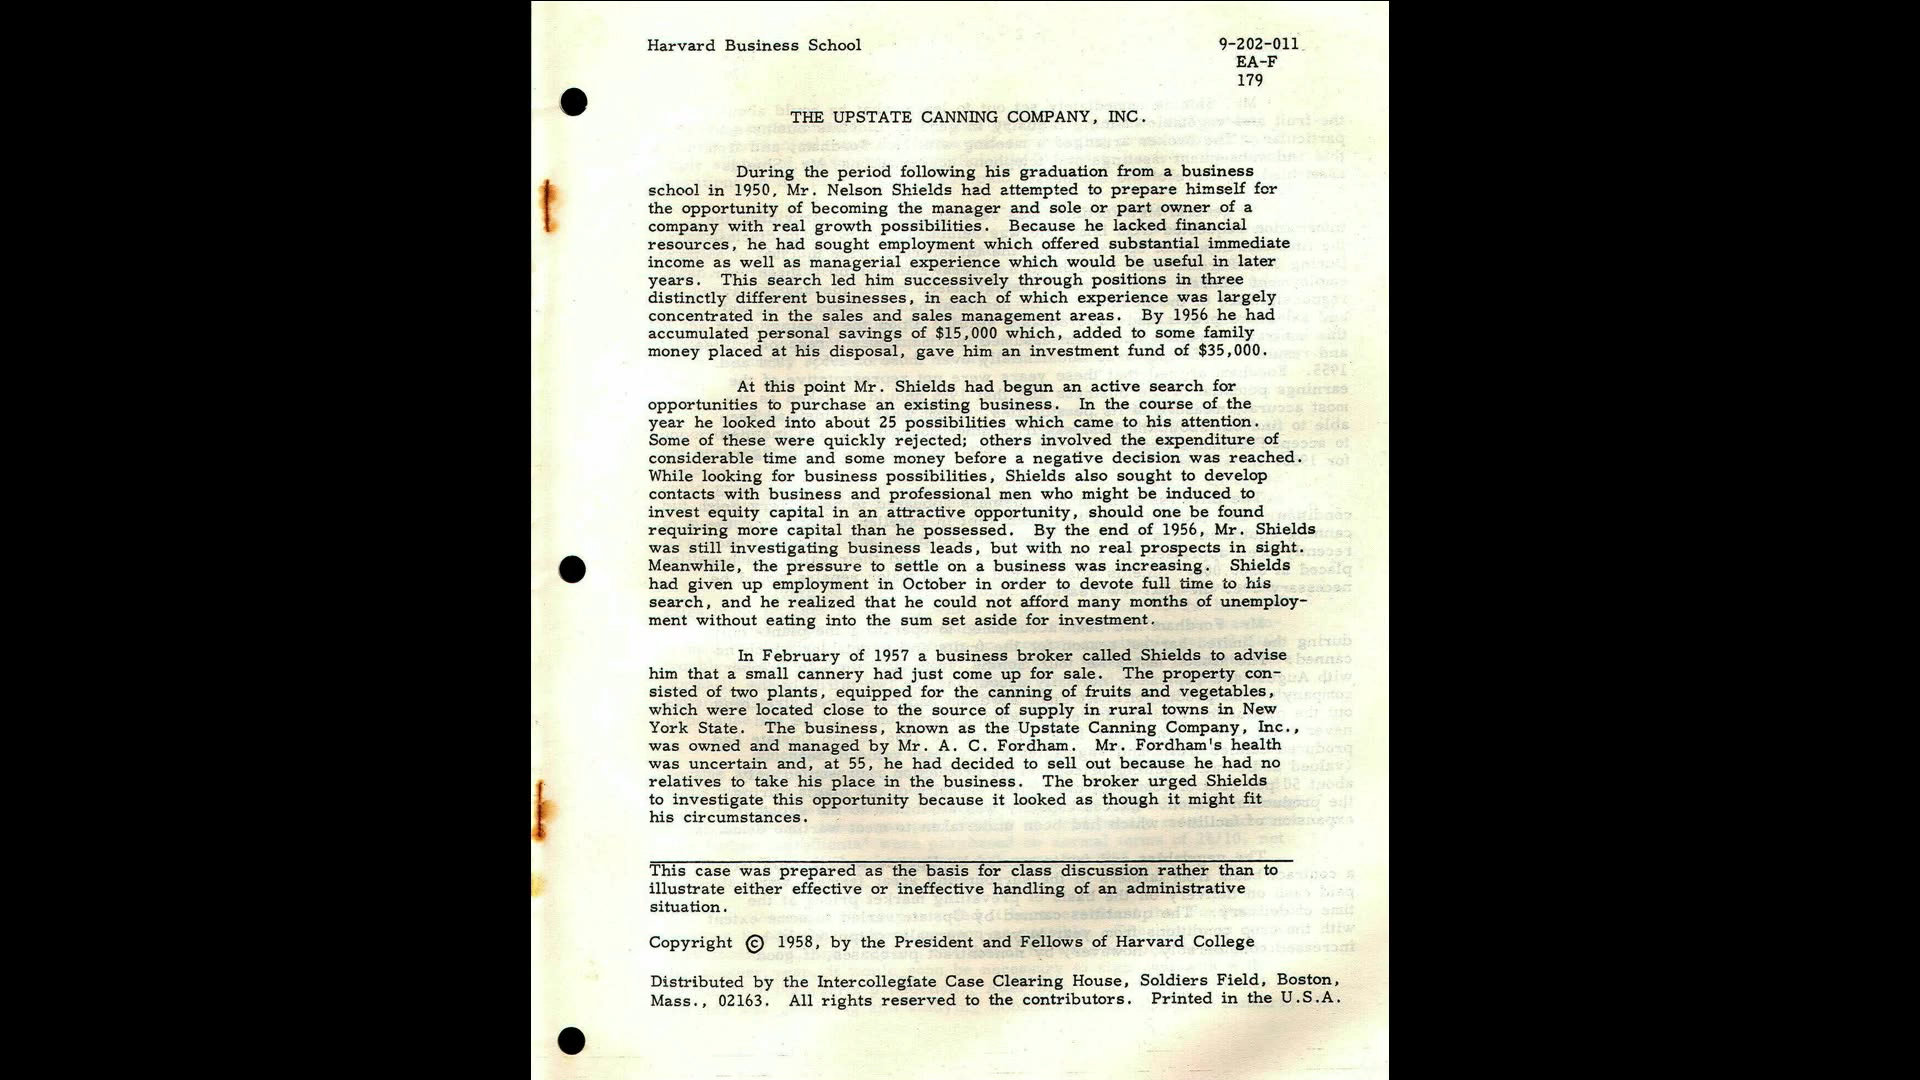 Harvard Business School
9-202-011
EA-F
179
THE UPSTATE CANNING COMPANY, INC.
During the period following his graduation from a business
school in 1950, Mr. Nelson Shields had attempted to prepare himself for
the opportunity of becoming the manager and sole or part owner of a
company with real growth possibilities. Because he lacked financial
resources, he had sought employment which offered substantial immediate
income as well as managerial experience which would be useful in later
years. This search led him successively through positions in three
distinctly different businesses, in each of which experience was largely
concentrated in the sales and sales management areas. By 1956 he had
accumulated personal savings of $15,000 which, added to some family
money placed at his disposal, gave him an investment fund of $35,000.
At this point Mr. Shields had begun an active search for
opportunities to purchase an existing business. In the course of the
year he looked into about 25 possibilities which came to his attention.
Some of these were quickly rejected; others involved the expenditure of
considerable time and some money before a negative decision was reached.
While looking for business possibilities, Shields also sought to develop
contacts with business and professional men who might be induced to
invest equity capital in an attractive opportunity, should one be found
requiring more capital than he possessed. By the end of 1956, Mr. Shields
was still investigating business leads, but with no real prospects in sight.
Meanwhile, the pressure to settle on a business was increasing. Shields
had given up employment in October in order to devote full time to his
search, and he realized that he could not afford many months of unemploy-
ment without eating into the sum set aside for investment.
In February of 1957 a business broker called Shields to advise
him that a small cannery had just come up for sale. The property con-
sisted of two plants, equipped for the canning of fruits and vegetables,
which were located close to the source of supply in rural towns in New
York State. The business, known as the Upstate Canning Company, Inc.,
was owned and managed by Mr. A. C. Fordham. Mr. Fordham's health
was uncertain and, at 55, he had decided to sell out because he had no
relatives to take his place in the business. The broker urged Shields
to investigate this opportunity because it looked as though it might fit
his circumstances.
This case was prepared as the basis for class discussion rather than to
illustrate either effective or ineffective handling of an administrative
situation.
Copyright © 1958, by the President and Fellows of Harvard College
Distributed by the Intercollegiate Case Clearing House, Soldiers Field, Boston,
Mass., 02163. All rights reserved to the contributors. Printed in the U.S.A.